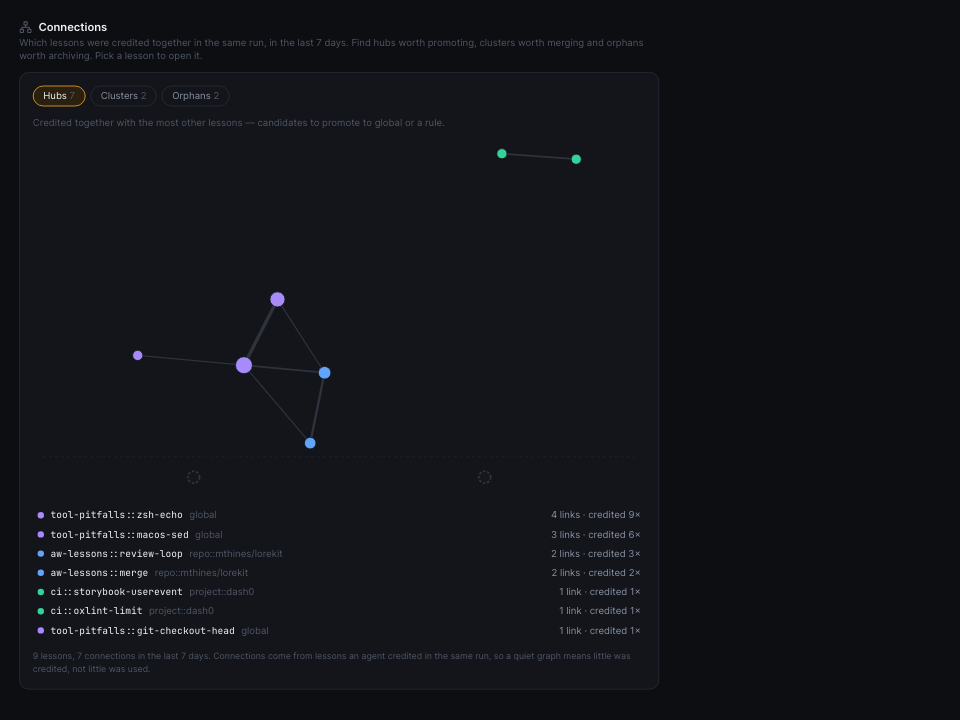 Connections
Which lessons were credited together in the same run, in the last 7 days. Find hubs worth promoting, clusters worth merging and orphans
worth archiving. Pick a lesson to open it.
Hubs 7
Clusters 2
Orphans 2
Credited together with the most other lessons — candidates to promote to global or a rule.
tool-pitfalls::zsh-echo global 4 links · credited 9×
tool-pitfalls::macos-sed global 3 links · credited 6×
aw-lessons::review-loop repo::mthines/lorekit 2 links · credited 3×
aw-lessons::merge repo::mthines/lorekit 2 links · credited 2×
ci::storybook-userevent project::dash0 1 link · credited 1×
ci::oxlint-limit project::dash0 1 link · credited 1×
tool-pitfalls::git-checkout-head global 1 link · credited 1×
9 lessons, 7 connections in the last 7 days. Connections come from lessons an agent credited in the same run, so a quiet graph means little was
credited, not little was used.